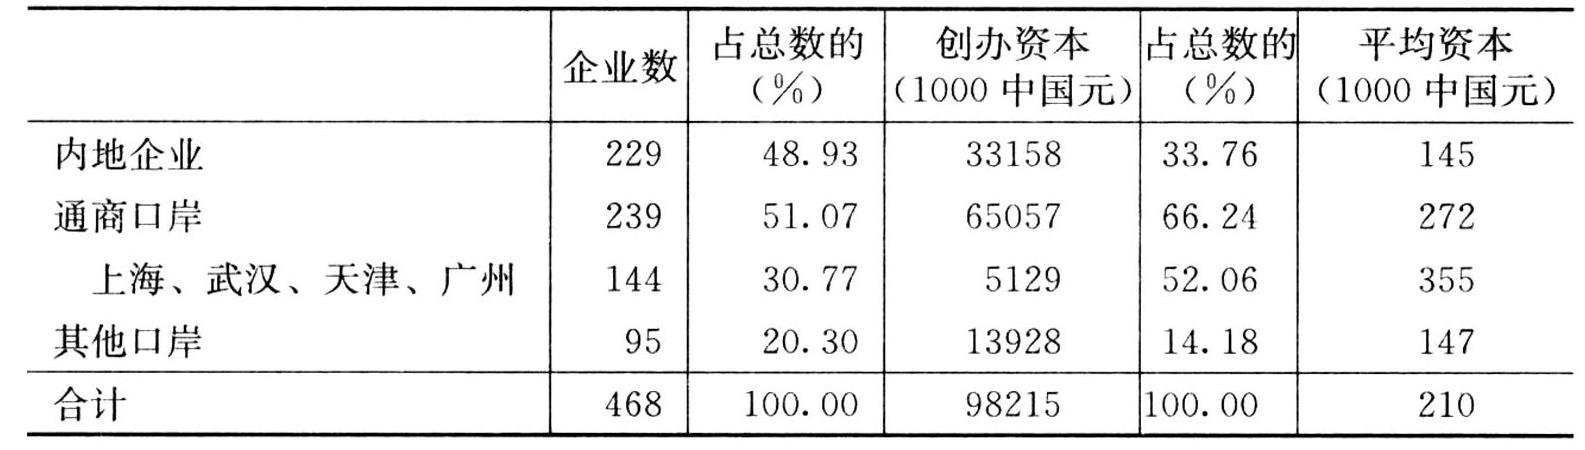 企业数 占总数的(%) 创办资本(1000 中国元) 占总数的(%) 平均资本(1000 中国元)
内地企业 229 48.93 33158 33.76 145
通商口岸 239 51.07 65057 66.24 272
上海、武汉、天津、广州 144 30.77 5129 52.06 355
其他口岸 95 20.30 13928 14.18 147
合计 468 100.00 98215 100.00 210